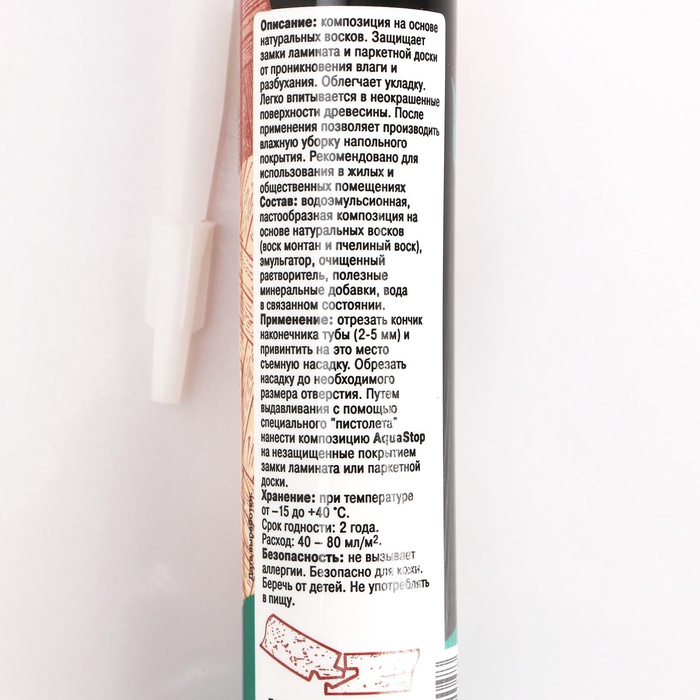 Описание: композиция на основе
натуральных восков. Защищает
замки ламината и паркетной доски
от проникновения влаги и
разбухания. Облегчает укладку.
Легко впитывается в неокрашенные
поверхности древесины. После
применения позволяет производить
влажную уборку напольного
покрытия. Рекомендовано для
использования в жилых и
общественных помещениях
Состав: водоэмульсионная,
пастообразная композиция на
основе натуральных восков
(воск монтан и пчелиный воск),
эмульгатор, очищенный
растворитель, полезные
минеральные добавки, вода
в связанном состоянии.
Применение: отрезать кончик
наконечника тубы (2-5 мм) и
привинтить на это место
съемную насадку. Обрезать
насадку до необходимого
размера отверстия. Путем
выдавливания с помощью
специального "пистолета"
нанести композицию AquaStop
на незащищенные покрытием
замки ламината или паркетной
доски.
Хранение: при температуре
от –15 до +40 °С.
Срок годности: 2 года.
Расход: 40 – 80 мл/м².
Безопасность: не вызывает
аллергии. Безопасно для кожи.
Беречь от детей. Не употреблять
в пищу.
Дата выработки: